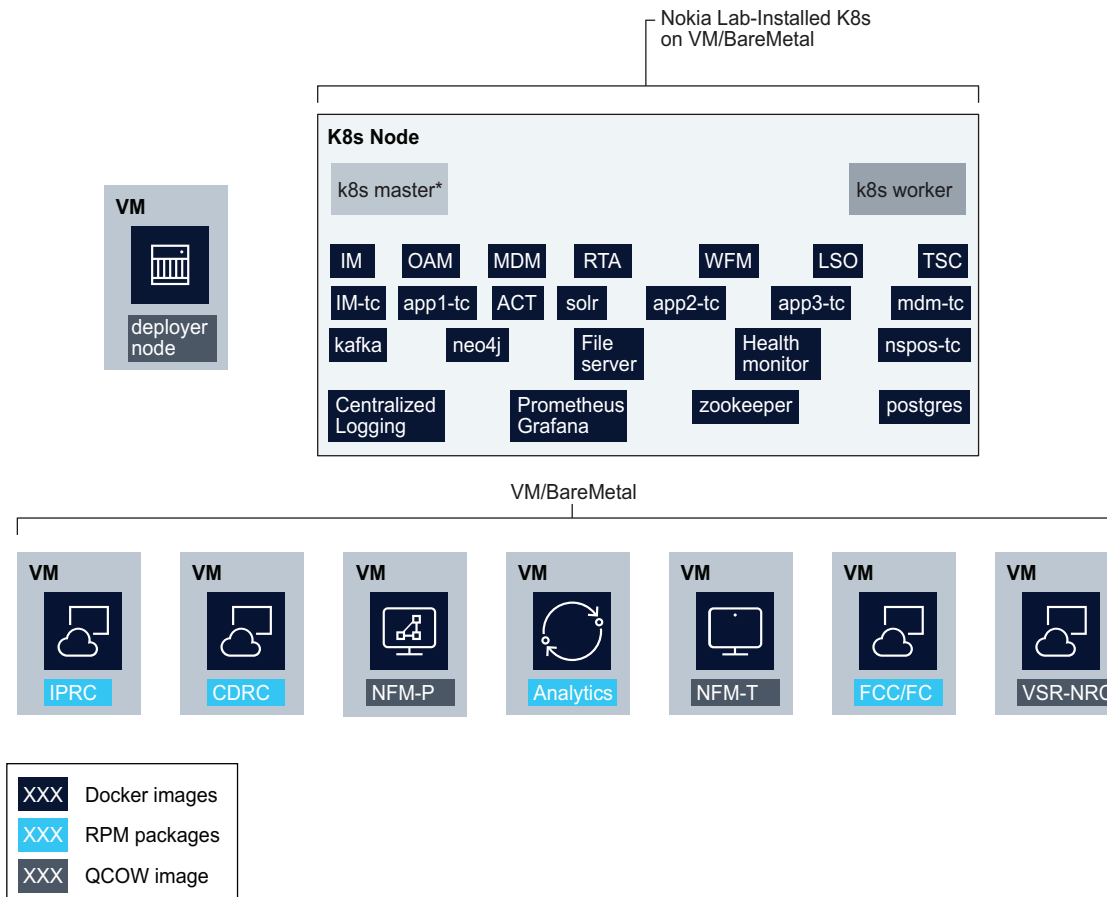 Nokia Lab-Installed K8s
on VM/BareMetal
K8s Node
k8s master*
k8s worker
VM
deployer
node
IM
OAM
MDM
RTA
WFM
LSO
TSC
IM-tc
app1-tc
ACT
solr
app2-tc
app3-tc
mdm-tc
kafka
neo4j
File
server
Health
monitor
nspos-tc
Centralized
Logging
Prometheus
Grafana
zookeeper
postgres
VM/BareMetal
VM
IPRC
VM
CDRC
VM
NFM-P
VM
Analytics
VM
NFM-T
VM
FCC/FC
VM
VSR-NRC
XXX Docker images
XXX RPM packages
XXX QCOW image